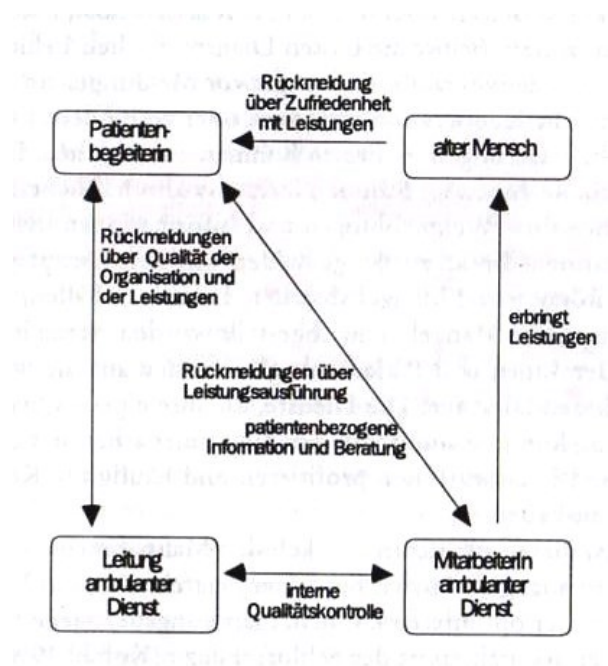 Rückmeldung
über Zufriedenheit
mit Leistungen
Patienten-
begleiterin
alter Mensch
Rückmeldungen
über Qualität der
Organisation und
der Leistungen
erbringt
Leistungen
Rückmeldungen über
Leistungsausführung
patientenbezogene
Information und Beratung
Leitung
ambulanter
Dienst
interne
Qualitätskontrolle
MitarbeiterIn
ambulanter
Dienst